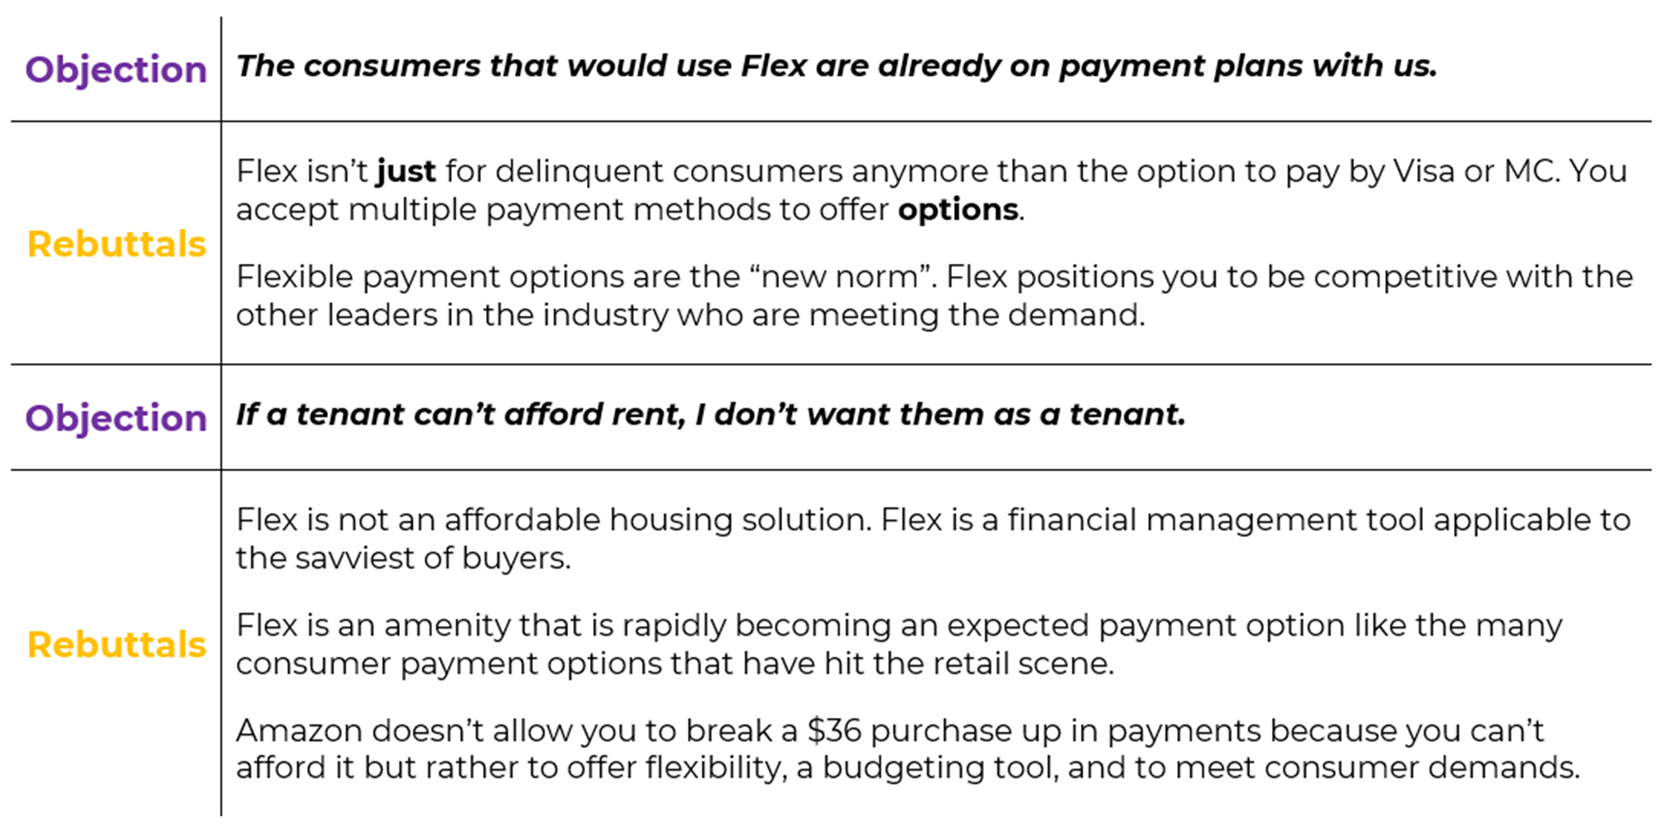 Objection
The consumers that would use Flex are already on payment plans with us.
Rebuttals
Flex isn’t just for delinquent consumers anymore than the option to pay by Visa or MC. You
accept multiple payment methods to offer options.
Flexible payment options are the “new norm”. Flex positions you to be competitive with the
other leaders in the industry who are meeting the demand.
Objection
If a tenant can’t afford rent, I don’t want them as a tenant.
Rebuttals
Flex is not an affordable housing solution. Flex is a financial management tool applicable to
the savviest of buyers.
Flex is an amenity that is rapidly becoming an expected payment option like the many
consumer payment options that have hit the retail scene.
Amazon doesn’t allow you to break a $36 purchase up in payments because you can’t
afford it but rather to offer flexibility, a budgeting tool, and to meet consumer demands.